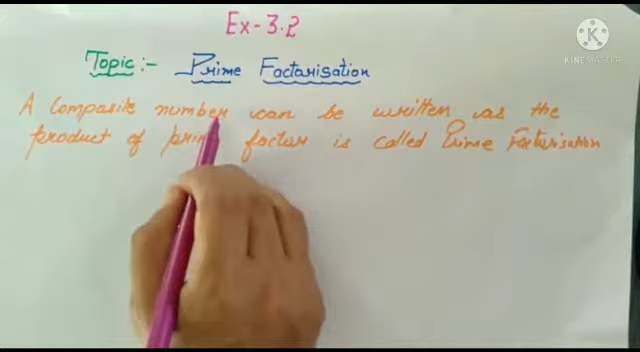 Ex-3.2
Topic:- Prime Factorisation
A Composite number can be written as the
product of prime factor is called Prime Factorisation
KINEMASTER